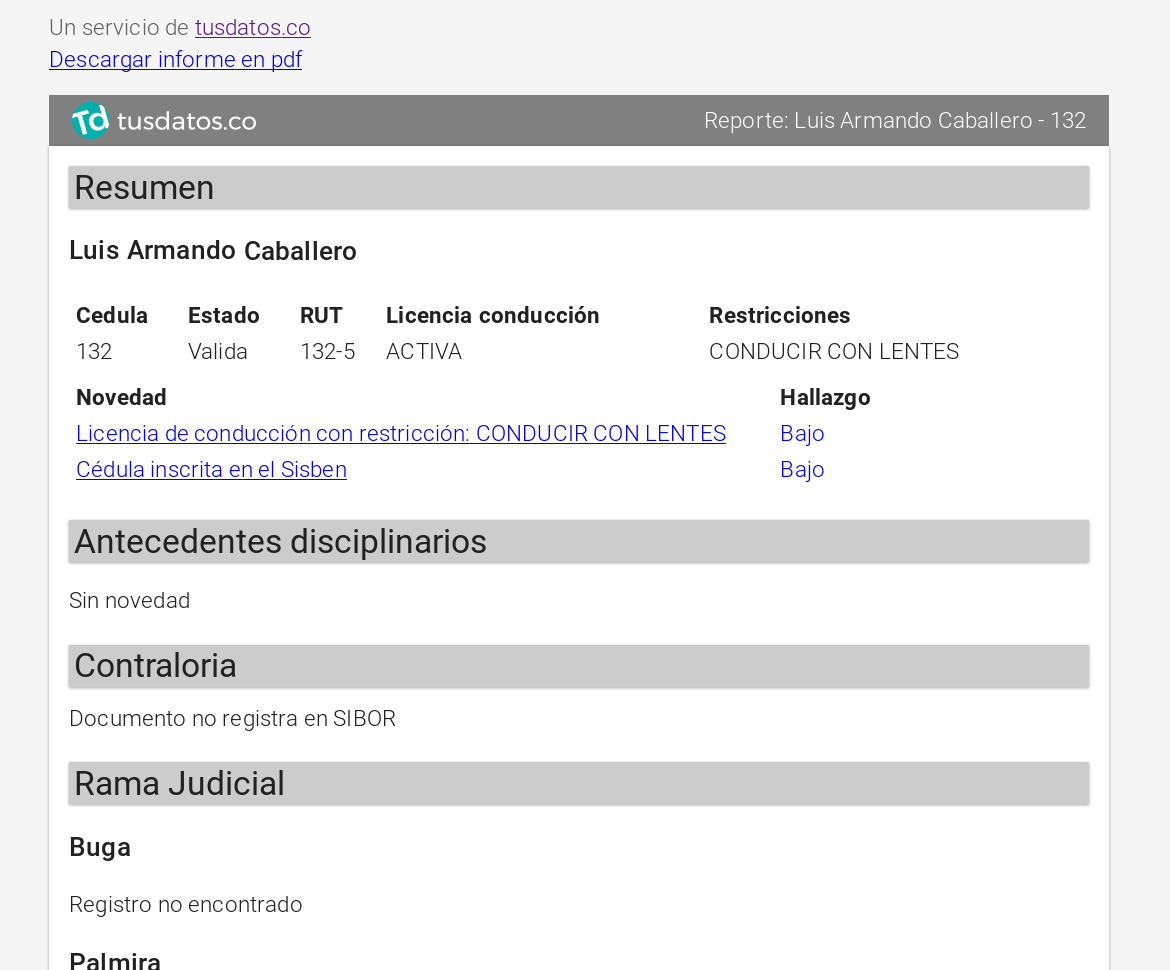 Un servicio de tusdatos.co
Descargar informe en pdf
Td tusdatos.co Reporte: Luis Armando Caballero - 132
Resumen
Luis Armando Caballero
Cedula Estado RUT Licencia conducción Restricciones
132 Valida 132-5 ACTIVA CONDUCIR CON LENTES
Novedad Hallazgo
Licencia de conducción con restricción: CONDUCIR CON LENTES Bajo
Cédula inscrita en el Sisben Bajo
Antecedentes disciplinarios
Sin novedad
Contraloria
Documento no registra en SIBOR
Rama Judicial
Buga
Registro no encontrado
Palmira